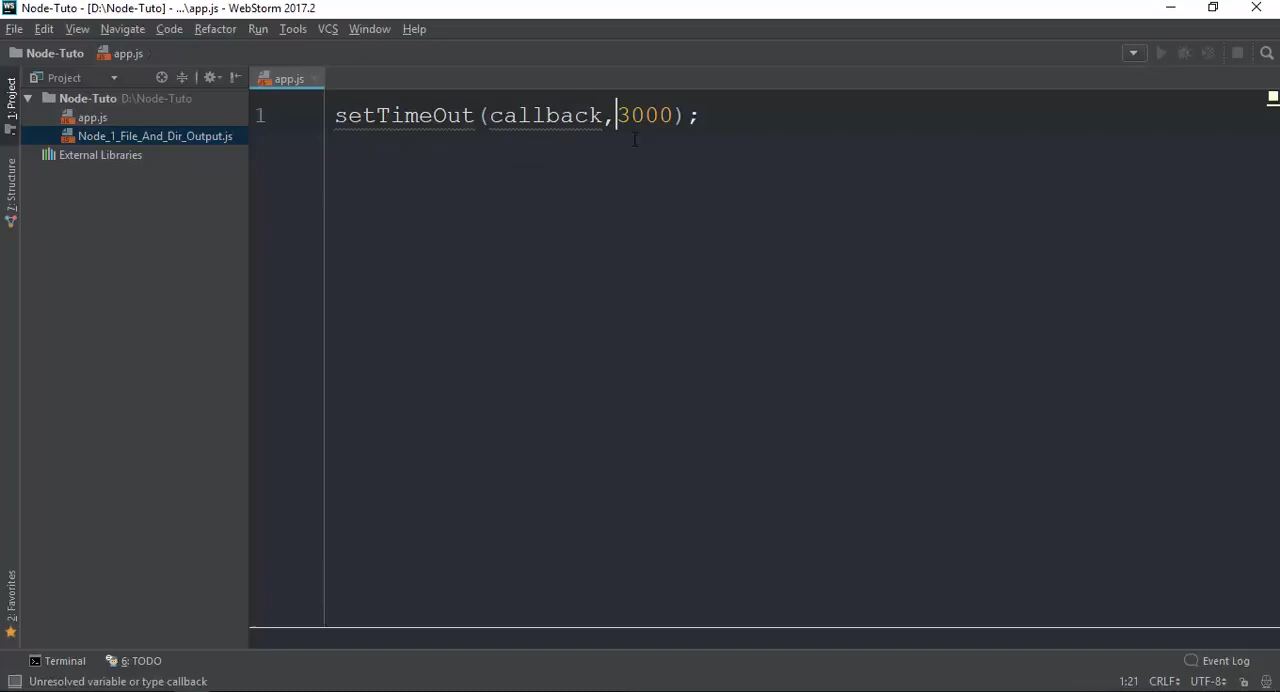 WS Node-Tuto - [D:\Node-Tuto] - ...\app.js - WebStorm 2017.2
File Edit View Navigate Code Refactor Run Tools Window VCS Help
Node-Tuto app.js
Project
app.js
1: Project
Node-Tuto D:\Node-Tuto
app.js
Node_1_File_And_Dir_Output.js
External Libraries
7: Structure
2: Favorites
1 setTimeOut(callback,3000);
Terminal 6: TODO Event Log
Unresolved variable or type callback 1:21 CRLF UTF-8